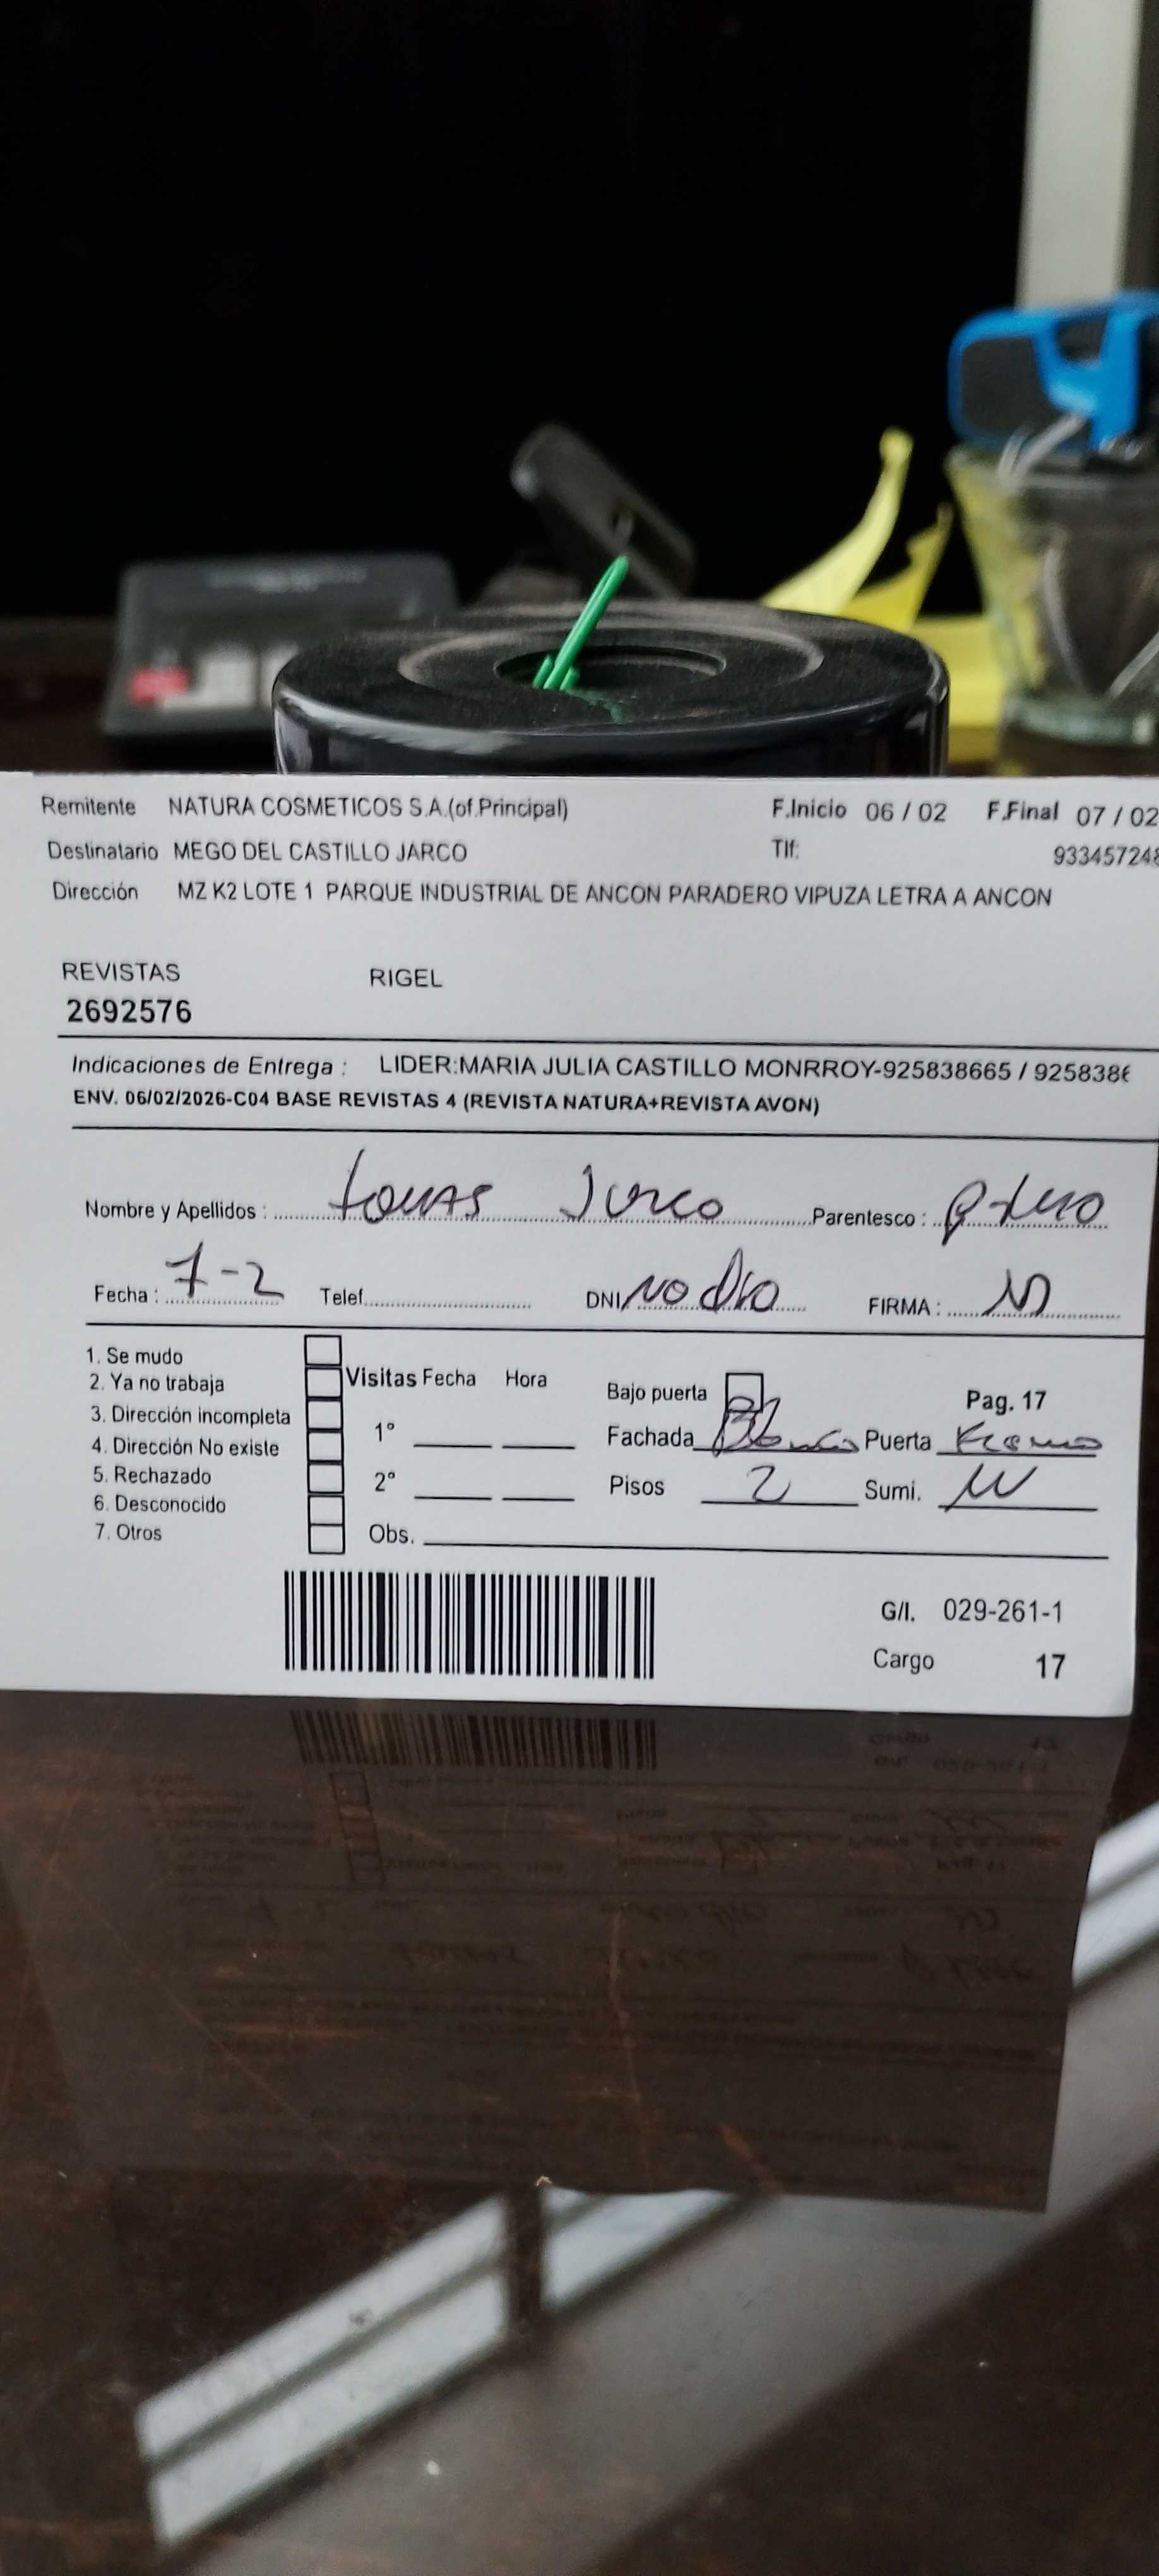 Remitente NATURA COSMETICOS S.A.(of.Principal) F.Inicio 06 / 02 F.Final 07 / 02
Destinatario MEGO DEL CASTILLO JARCO Tlf: 933457248
Dirección MZ K2 LOTE 1 PARQUE INDUSTRIAL DE ANCON PARADERO VIPUZA LETRA A ANCON
REVISTAS RIGEL
2692576
Indicaciones de Entrega : LIDER:MARIA JULIA CASTILLO MONRROY-925838665 / 925838
ENV. 06/02/2026-C04 BASE REVISTAS 4 (REVISTA NATURA+REVISTA AVON)
Nombre y Apellidos : Jarco Parentesco :
Fecha : 7-2 Telef. DNI no dio FIRMA :
1. Se mudo
2. Ya no trabaja Visitas Fecha Hora Bajo puerta Pag. 17
3. Dirección incompleta 1° Fachada Blanco Puerta
4. Dirección No existe
5. Rechazado 2° Pisos 2 Sumi.
6. Desconocido
7. Otros Obs.
G/I. 029-261-1
Cargo 17